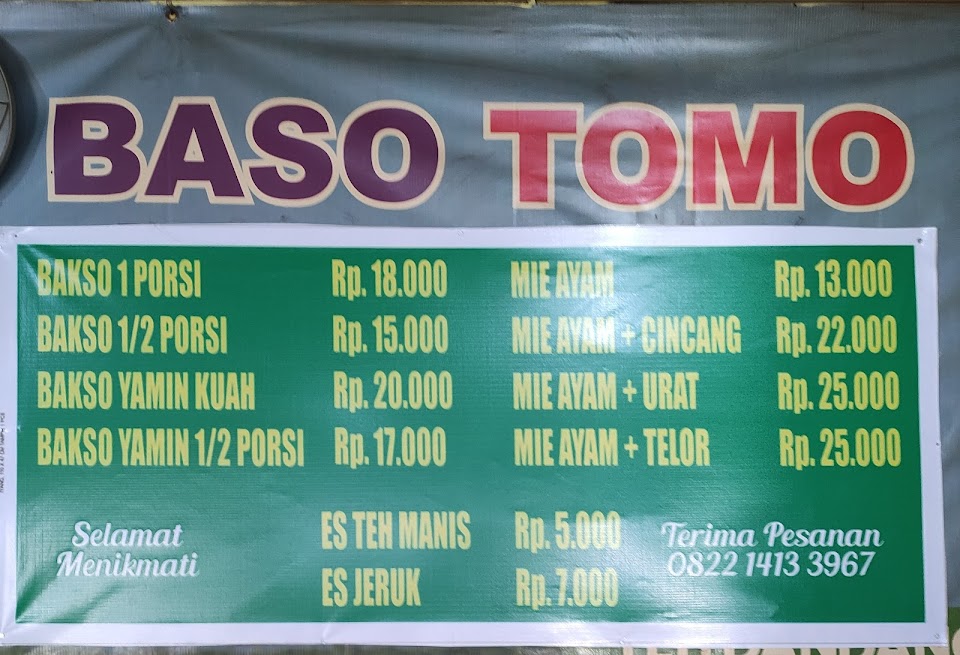 BASO TOMO
BAKSO 1 PORSI Rp. 18.000
BAKSO 1/2 PORSI Rp. 15.000
BAKSO YAMIN KUAH Rp. 20.000
BAKSO YAMIN 1/2 PORSI Rp. 17.000
MIE AYAM Rp. 13.000
MIE AYAM + CINCANG Rp. 22.000
MIE AYAM + URAT Rp. 25.000
MIE AYAM + TELOR Rp. 25.000
Selamat
Menikmati
ES TEH MANIS Rp. 5.000
ES JERUK Rp. 7.000
Terima Pesanan
0822 1413 3967